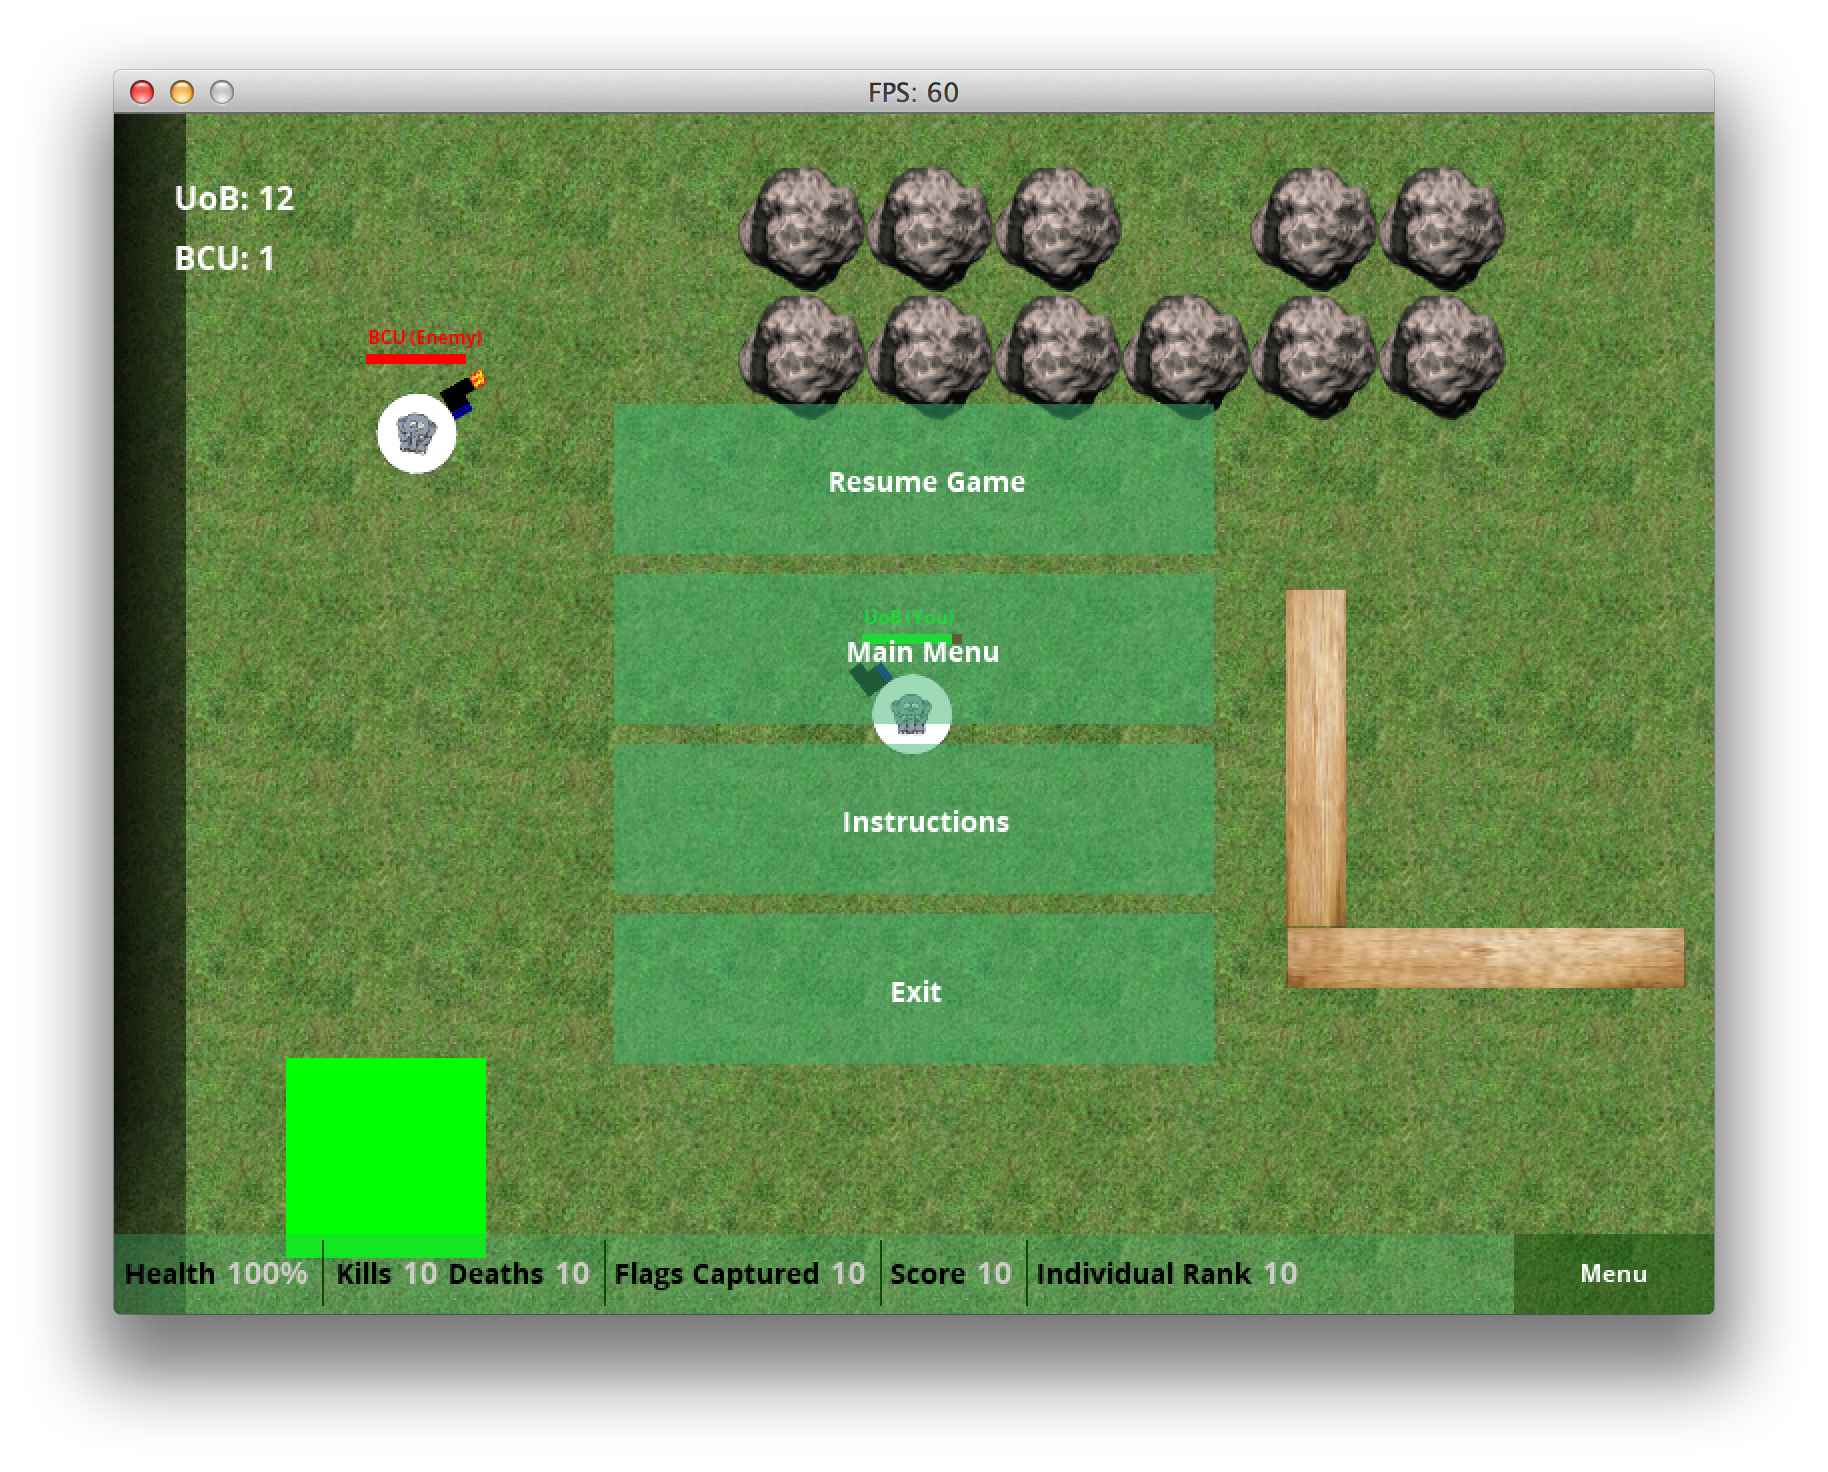 FPS: 60
UoB: 12
BCU: 1
BCU (Enemy)
Resume Game
UoB (You)
Main Menu
Instructions
Exit
Health 100% Kills 10 Deaths 10 Flags Captured 10 Score 10 Individual Rank 10 Menu